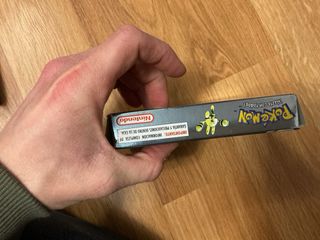 POKéMON
IMPORTANTE: INFORMACION COMPLETA DE
GARANTIA Y PRECAUCIONES DENTRO DE LA CAJA.
Nintendo